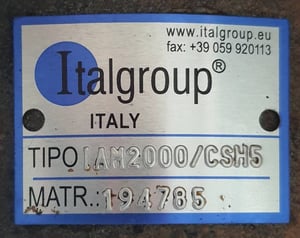 www.italgroup.eu
fax: +39 059 920113
Italgroup®
ITALY
TIPO IAM2000/CSH5
MATR.: 194785